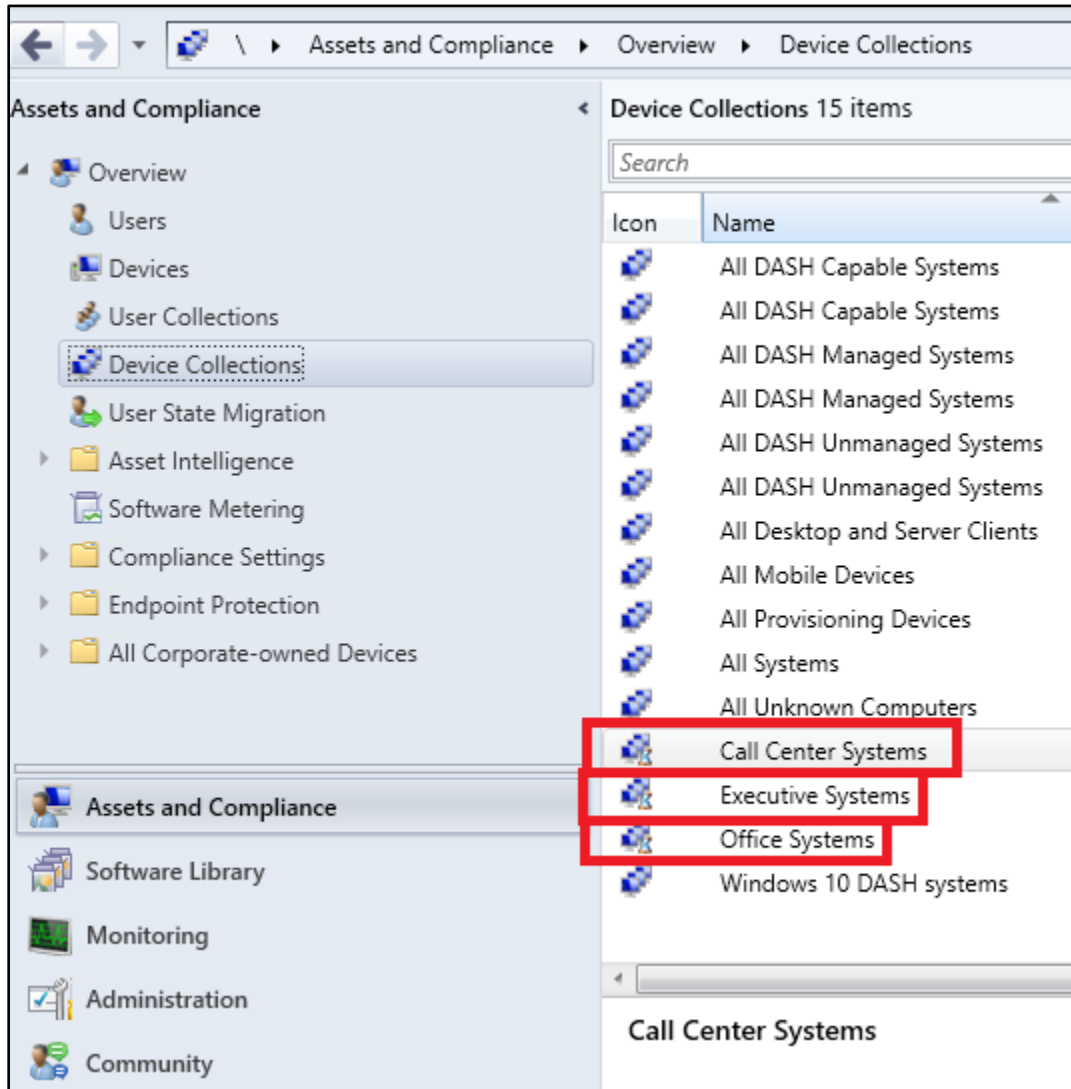 \ Assets and Compliance Overview Device Collections
Assets and Compliance
Overview
Users
Devices
User Collections
Device Collections
User State Migration
Asset Intelligence
Software Metering
Compliance Settings
Endpoint Protection
All Corporate-owned Devices
Assets and Compliance
Software Library
Monitoring
Administration
Community
Device Collections 15 items
Search
Icon Name
All DASH Capable Systems
All DASH Capable Systems
All DASH Managed Systems
All DASH Managed Systems
All DASH Unmanaged Systems
All DASH Unmanaged Systems
All Desktop and Server Clients
All Mobile Devices
All Provisioning Devices
All Systems
All Unknown Computers
Call Center Systems
Executive Systems
Office Systems
Windows 10 DASH systems
Call Center Systems